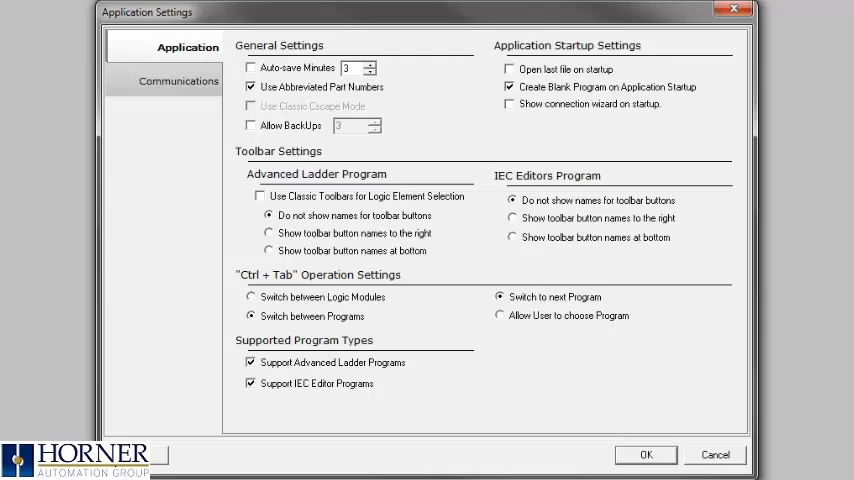 Application Settings
Application
Communications
General Settings
Auto-save Minutes 3
Use Abbreviated Part Numbers
Use Classic Cscape Mode
Allow BackUps 3
Application Startup Settings
Open last file on startup
Create Blank Program on Application Startup
Show connection wizard on startup.
Toolbar Settings
Advanced Ladder Program
Use Classic Toolbars for Logic Element Selection
Do not show names for toolbar buttons
Show toolbar button names to the right
Show toolbar button names at bottom
IEC Editors Program
Do not show names for toolbar buttons
Show toolbar button names to the right
Show toolbar button names at bottom
"Ctrl + Tab" Operation Settings
Switch between Logic Modules
Switch between Programs
Switch to next Program
Allow User to choose Program
Supported Program Types
Support Advanced Ladder Programs
Support IEC Editor Programs
OK
Cancel
HORNER
AUTOMATION GROUP